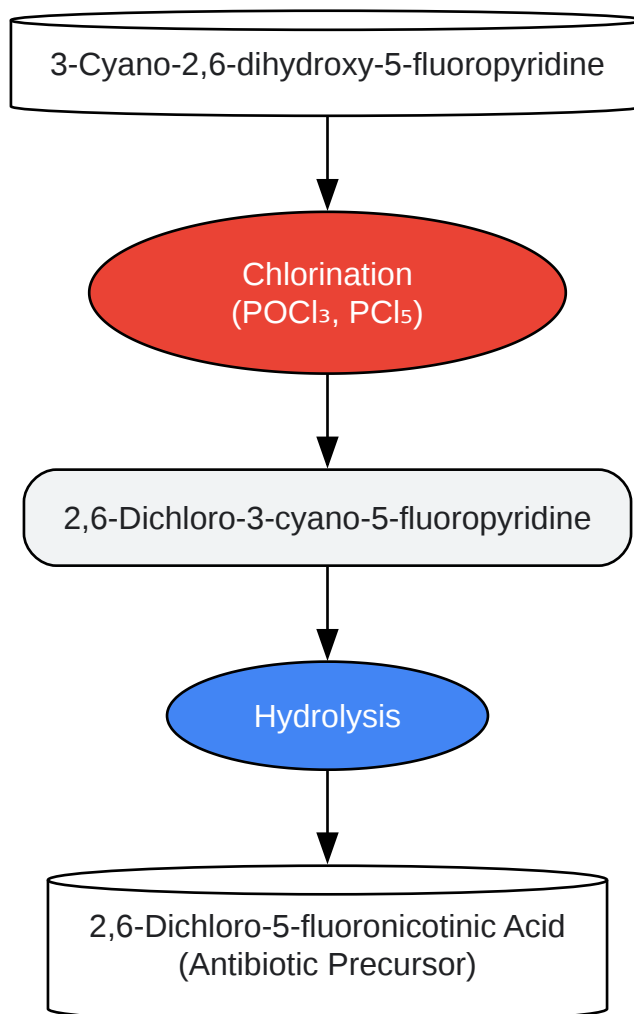 3-Cyano-2,6-dihydroxy-5-fluoropyridine
Chlorination
(POCl₃, PCl₅)
2,6-Dichloro-3-cyano-5-fluoropyridine
Hydrolysis
2,6-Dichloro-5-fluoronicotinic Acid
(Antibiotic Precursor)